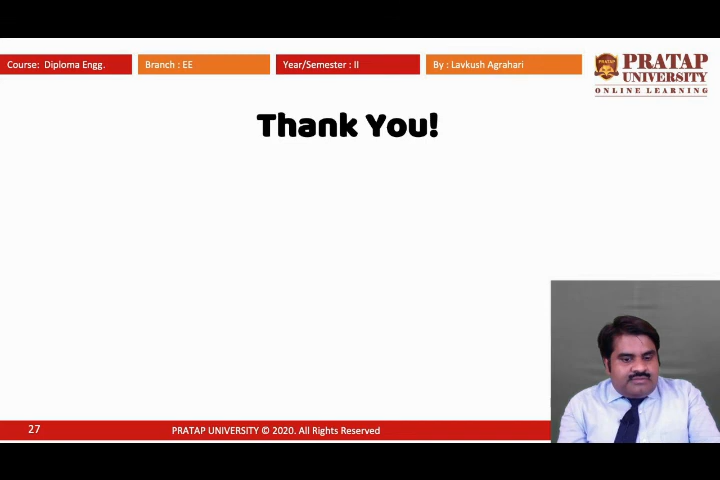 Course: Diploma Engg.
Branch : EE
Year/Semester : II
By : Lavkush Agrahari
PRATAP
PRATAP
UNIVERSITY
ONLINE LEARNING
Thank You!
27
PRATAP UNIVERSITY © 2020. All Rights Reserved